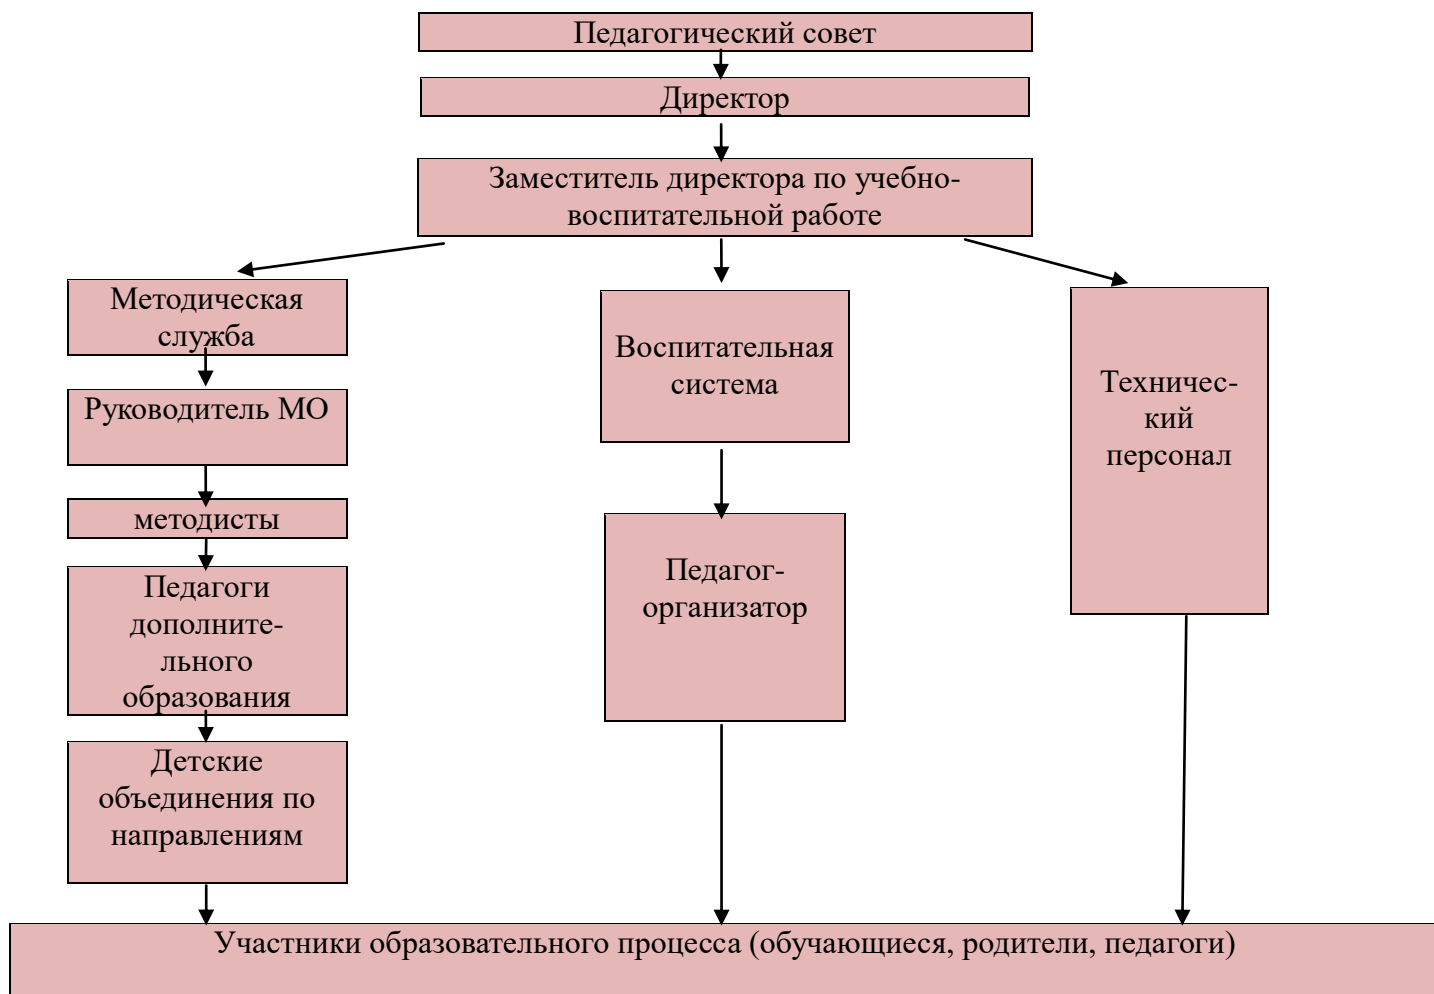 Педагогический совет
Директор
Заместитель директора по учебно-
воспитательной работе
Методическая
служба
Руководитель МО
методисты
Педагоги
дополните-
льного
образования
Детские
объединения по
направлениям
Воспитательная
система
Педагог-
организатор
Техничес-
кий
персонал
Участники образовательного процесса (обучающиеся, родители, педагоги)